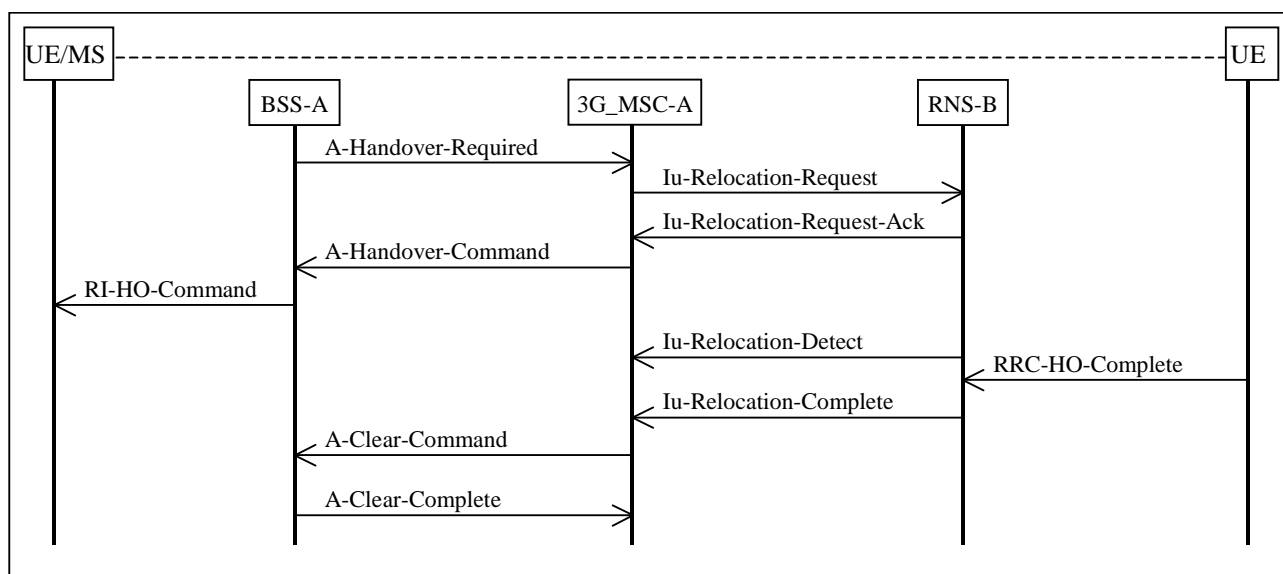 UE/MS
UE
BSS-A
3G_MSC-A
RNS-B
A-Handover-Required
Iu-Relocation-Request
Iu-Relocation-Request-Ack
A-Handover-Command
RI-HO-Command
Iu-Relocation-Detect
RRC-HO-Complete
Iu-Relocation-Complete
A-Clear-Command
A-Clear-Complete